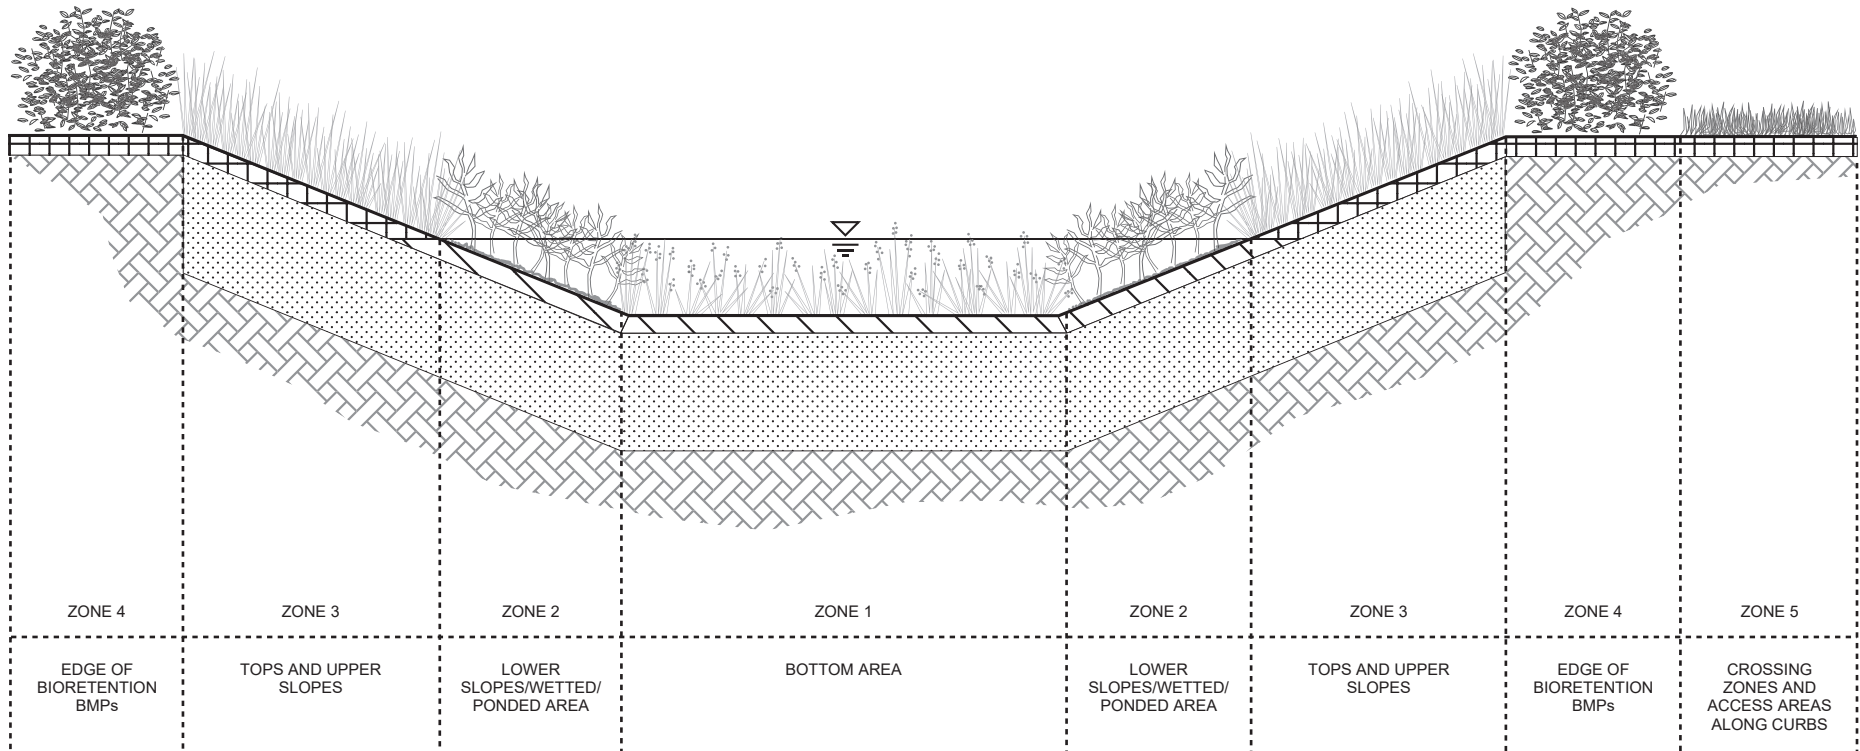 ZONE 4
ZONE 3
ZONE 2
ZONE 1
ZONE 2
ZONE 3
ZONE 4
ZONE 5
EDGE OF
BIORETENTION
BMPs
TOPS AND UPPER
SLOPES
LOWER
SLOPES/WETTED/
PONDED AREA
BOTTOM AREA
LOWER
SLOPES/WETTED/
PONDED AREA
TOPS AND UPPER
SLOPES
EDGE OF
BIORETENTION
BMPs
CROSSING
ZONES AND
ACCESS AREAS
ALONG CURBS